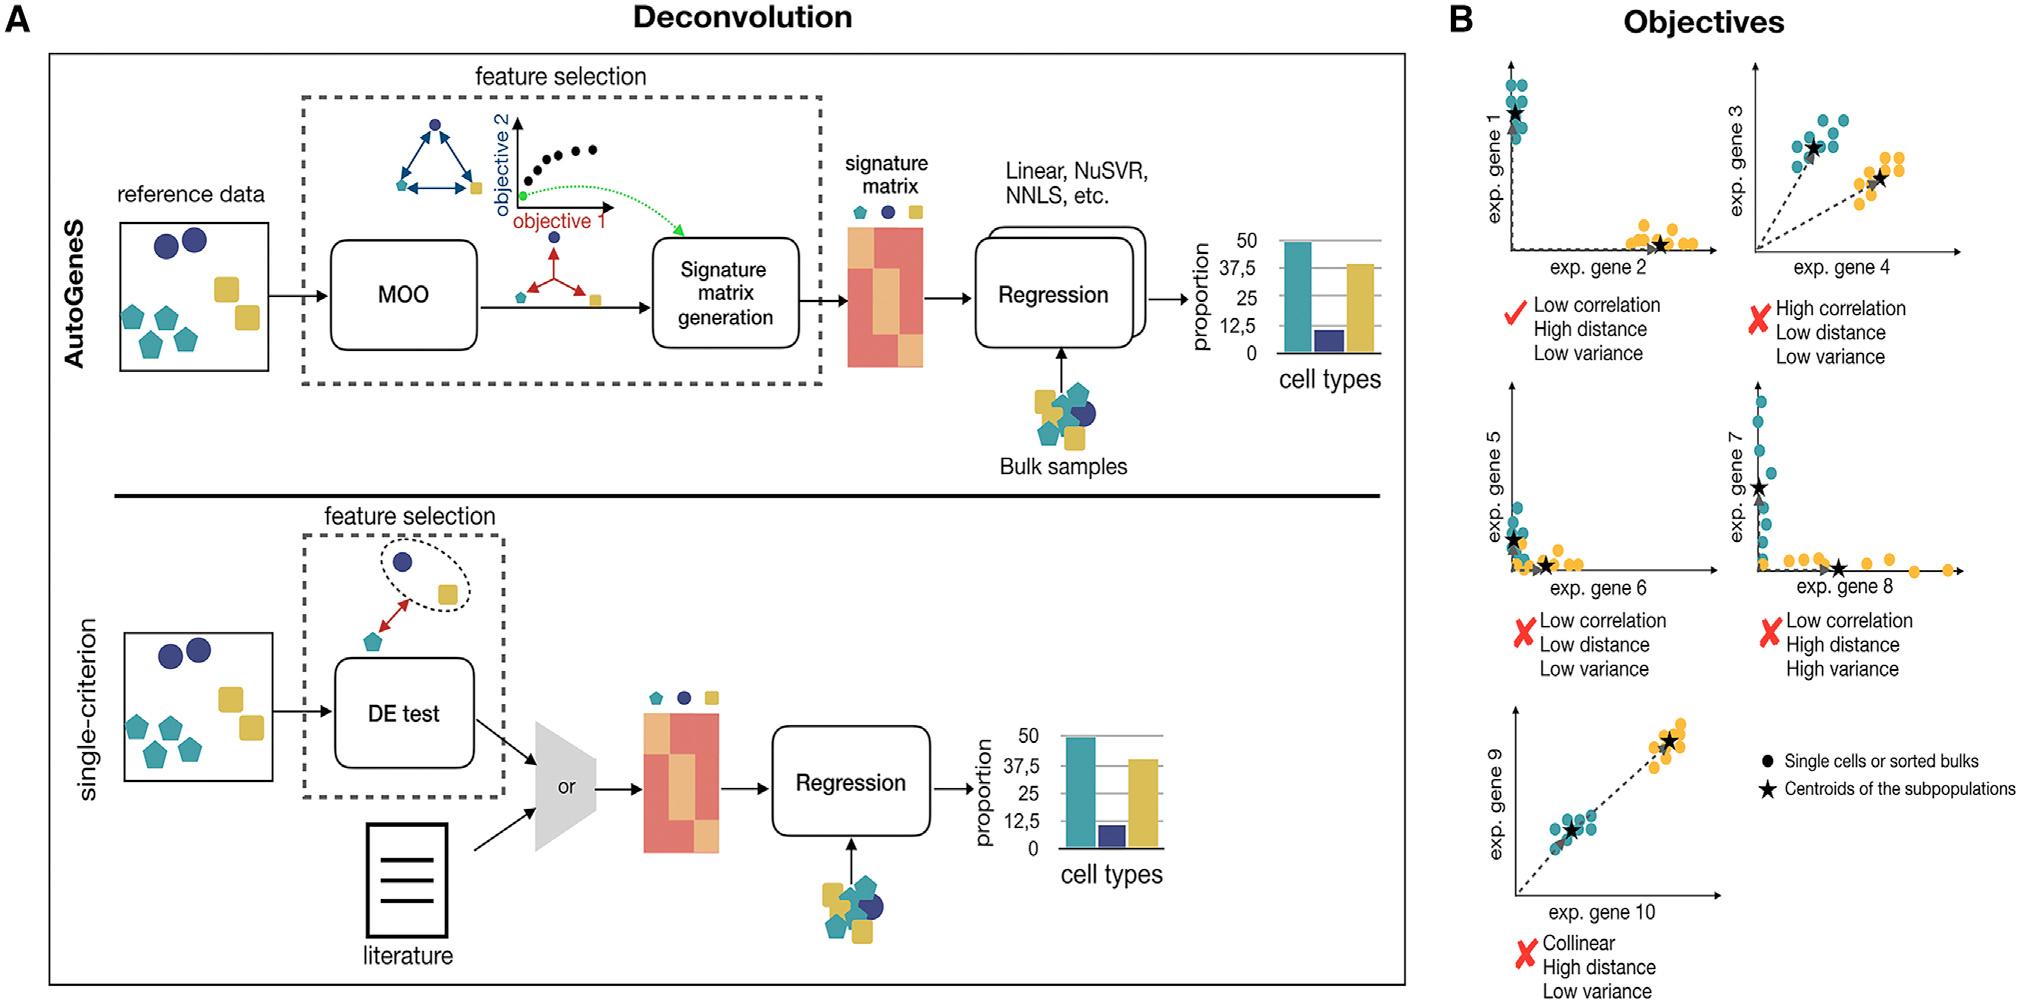 A
Deconvolution
AutoGeneS
feature selection
reference data
objective 2
objective 1
MOO
Signature
matrix
generation
signature
matrix
Linear, NuSVR,
NNLS, etc.
Regression
Bulk samples
proportion
50
37,5
25
12,5
0
cell types
single-criterion
feature selection
DE test
literature
or
Regression
proportion
50
37,5
25
12,5
0
cell types
B
Objectives
exp. gene 1
exp. gene 2
Low correlation
High distance
Low variance
exp. gene 3
exp. gene 4
High correlation
Low distance
Low variance
exp. gene 5
exp. gene 6
Low correlation
Low distance
Low variance
exp. gene 7
exp. gene 8
Low correlation
High distance
High variance
exp. gene 9
exp. gene 10
Collinear
High distance
Low variance
Single cells or sorted bulks
Centroids of the subpopulations